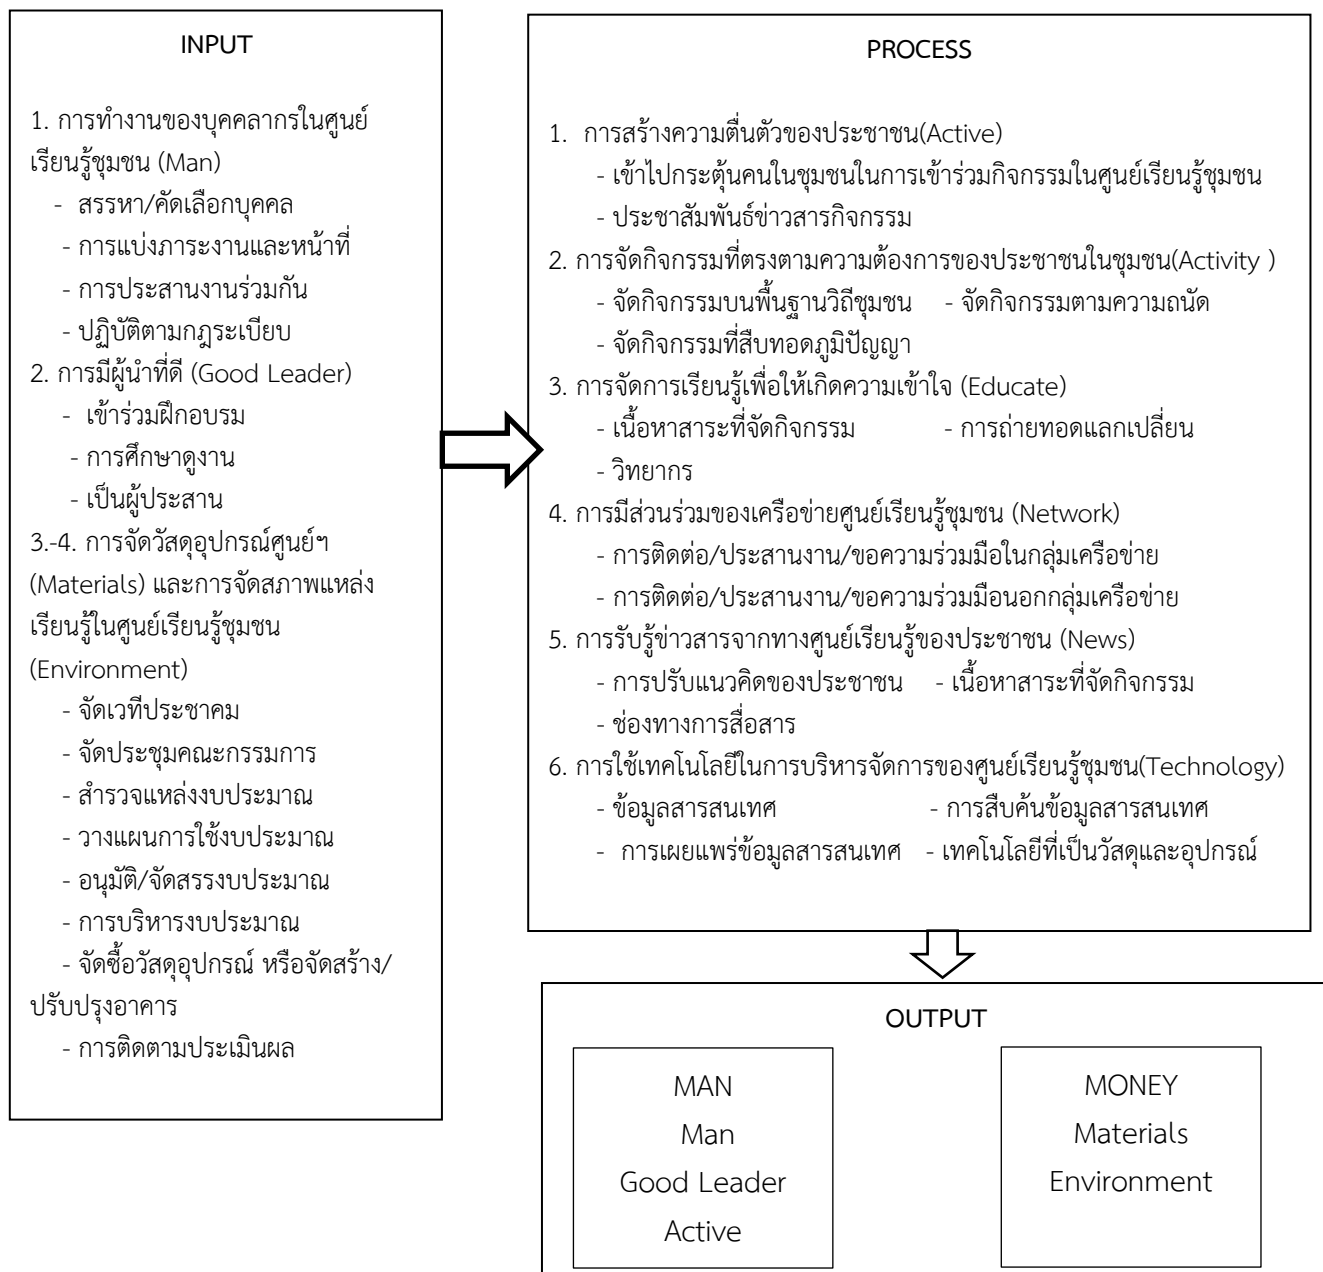 INPUT
1. การทำงานของบุคคลากรในศูนย์
เรียนรู้ชุมชน (Man)
- สรรหา/คัดเลือกบุคคล
- การแบ่งภาระงานและหน้าที่
- การประสานงานร่วมกัน
- ปฏิบัติตามกฎระเบียบ
2. การมีผู้นำที่ดี (Good Leader)
- เข้าร่วมฝึกอบรม
- การศึกษาดูงาน
- เป็นผู้ประสาน
3.-4. การจัดวัสดุอุปกรณ์ศูนย์ฯ
(Materials) และการจัดสภาพแหล่ง
เรียนรู้ในศูนย์เรียนรู้ชุมชน
(Environment)
- จัดเวทีประชาคม
- จัดประชุมคณะกรรมการ
- สำรวจแหล่งงบประมาณ
- วางแผนการใช้งบประมาณ
- อนุมัติ/จัดสรรงบประมาณ
- การบริหารงบประมาณ
- จัดซื้อวัสดุอุปกรณ์ หรือจัดสร้าง/
ปรับปรุงอาคาร
- การติดตามประเมินผล
PROCESS
1. การสร้างความตื่นตัวของประชาชน(Active)
- เข้าไปกระตุ้นคนในชุมชนในการเข้าร่วมกิจกรรมในศูนย์เรียนรู้ชุมชน
- ประชาสัมพันธ์ข่าวสารกิจกรรม
2. การจัดกิจกรรมที่ตรงตามความต้องการของประชาชนในชุมชน(Activity )
- จัดกิจกรรมบนพื้นฐานวิถีชุมชน - จัดกิจกรรมตามความถนัด
- จัดกิจกรรมที่สืบทอดภูมิปัญญา
3. การจัดการเรียนรู้เพื่อให้เกิดความเข้าใจ (Educate)
- เนื้อหาสาระที่จัดกิจกรรม - การถ่ายทอดแลกเปลี่ยน
- วิทยากร
4. การมีส่วนร่วมของเครือข่ายศูนย์เรียนรู้ชุมชน (Network)
- การติดต่อ/ประสานงาน/ขอความร่วมมือในกลุ่มเครือข่าย
- การติดต่อ/ประสานงาน/ขอความร่วมมือนอกกลุ่มเครือข่าย
5. การรับรู้ข่าวสารจากทางศูนย์เรียนรู้ของประชาชน (News)
- การปรับแนวคิดของประชาชน - เนื้อหาสาระที่จัดกิจกรรม
- ช่องทางการสื่อสาร
6. การใช้เทคโนโลยีในการบริหารจัดการของศูนย์เรียนรู้ชุมชน(Technology)
- ข้อมูลสารสนเทศ - การสืบค้นข้อมูลสารสนเทศ
- การเผยแพร่ข้อมูลสารสนเทศ - เทคโนโลยีที่เป็นวัสดุและอุปกรณ์
OUTPUT
MAN
Man
Good Leader
Active
MONEY
Materials
Environment